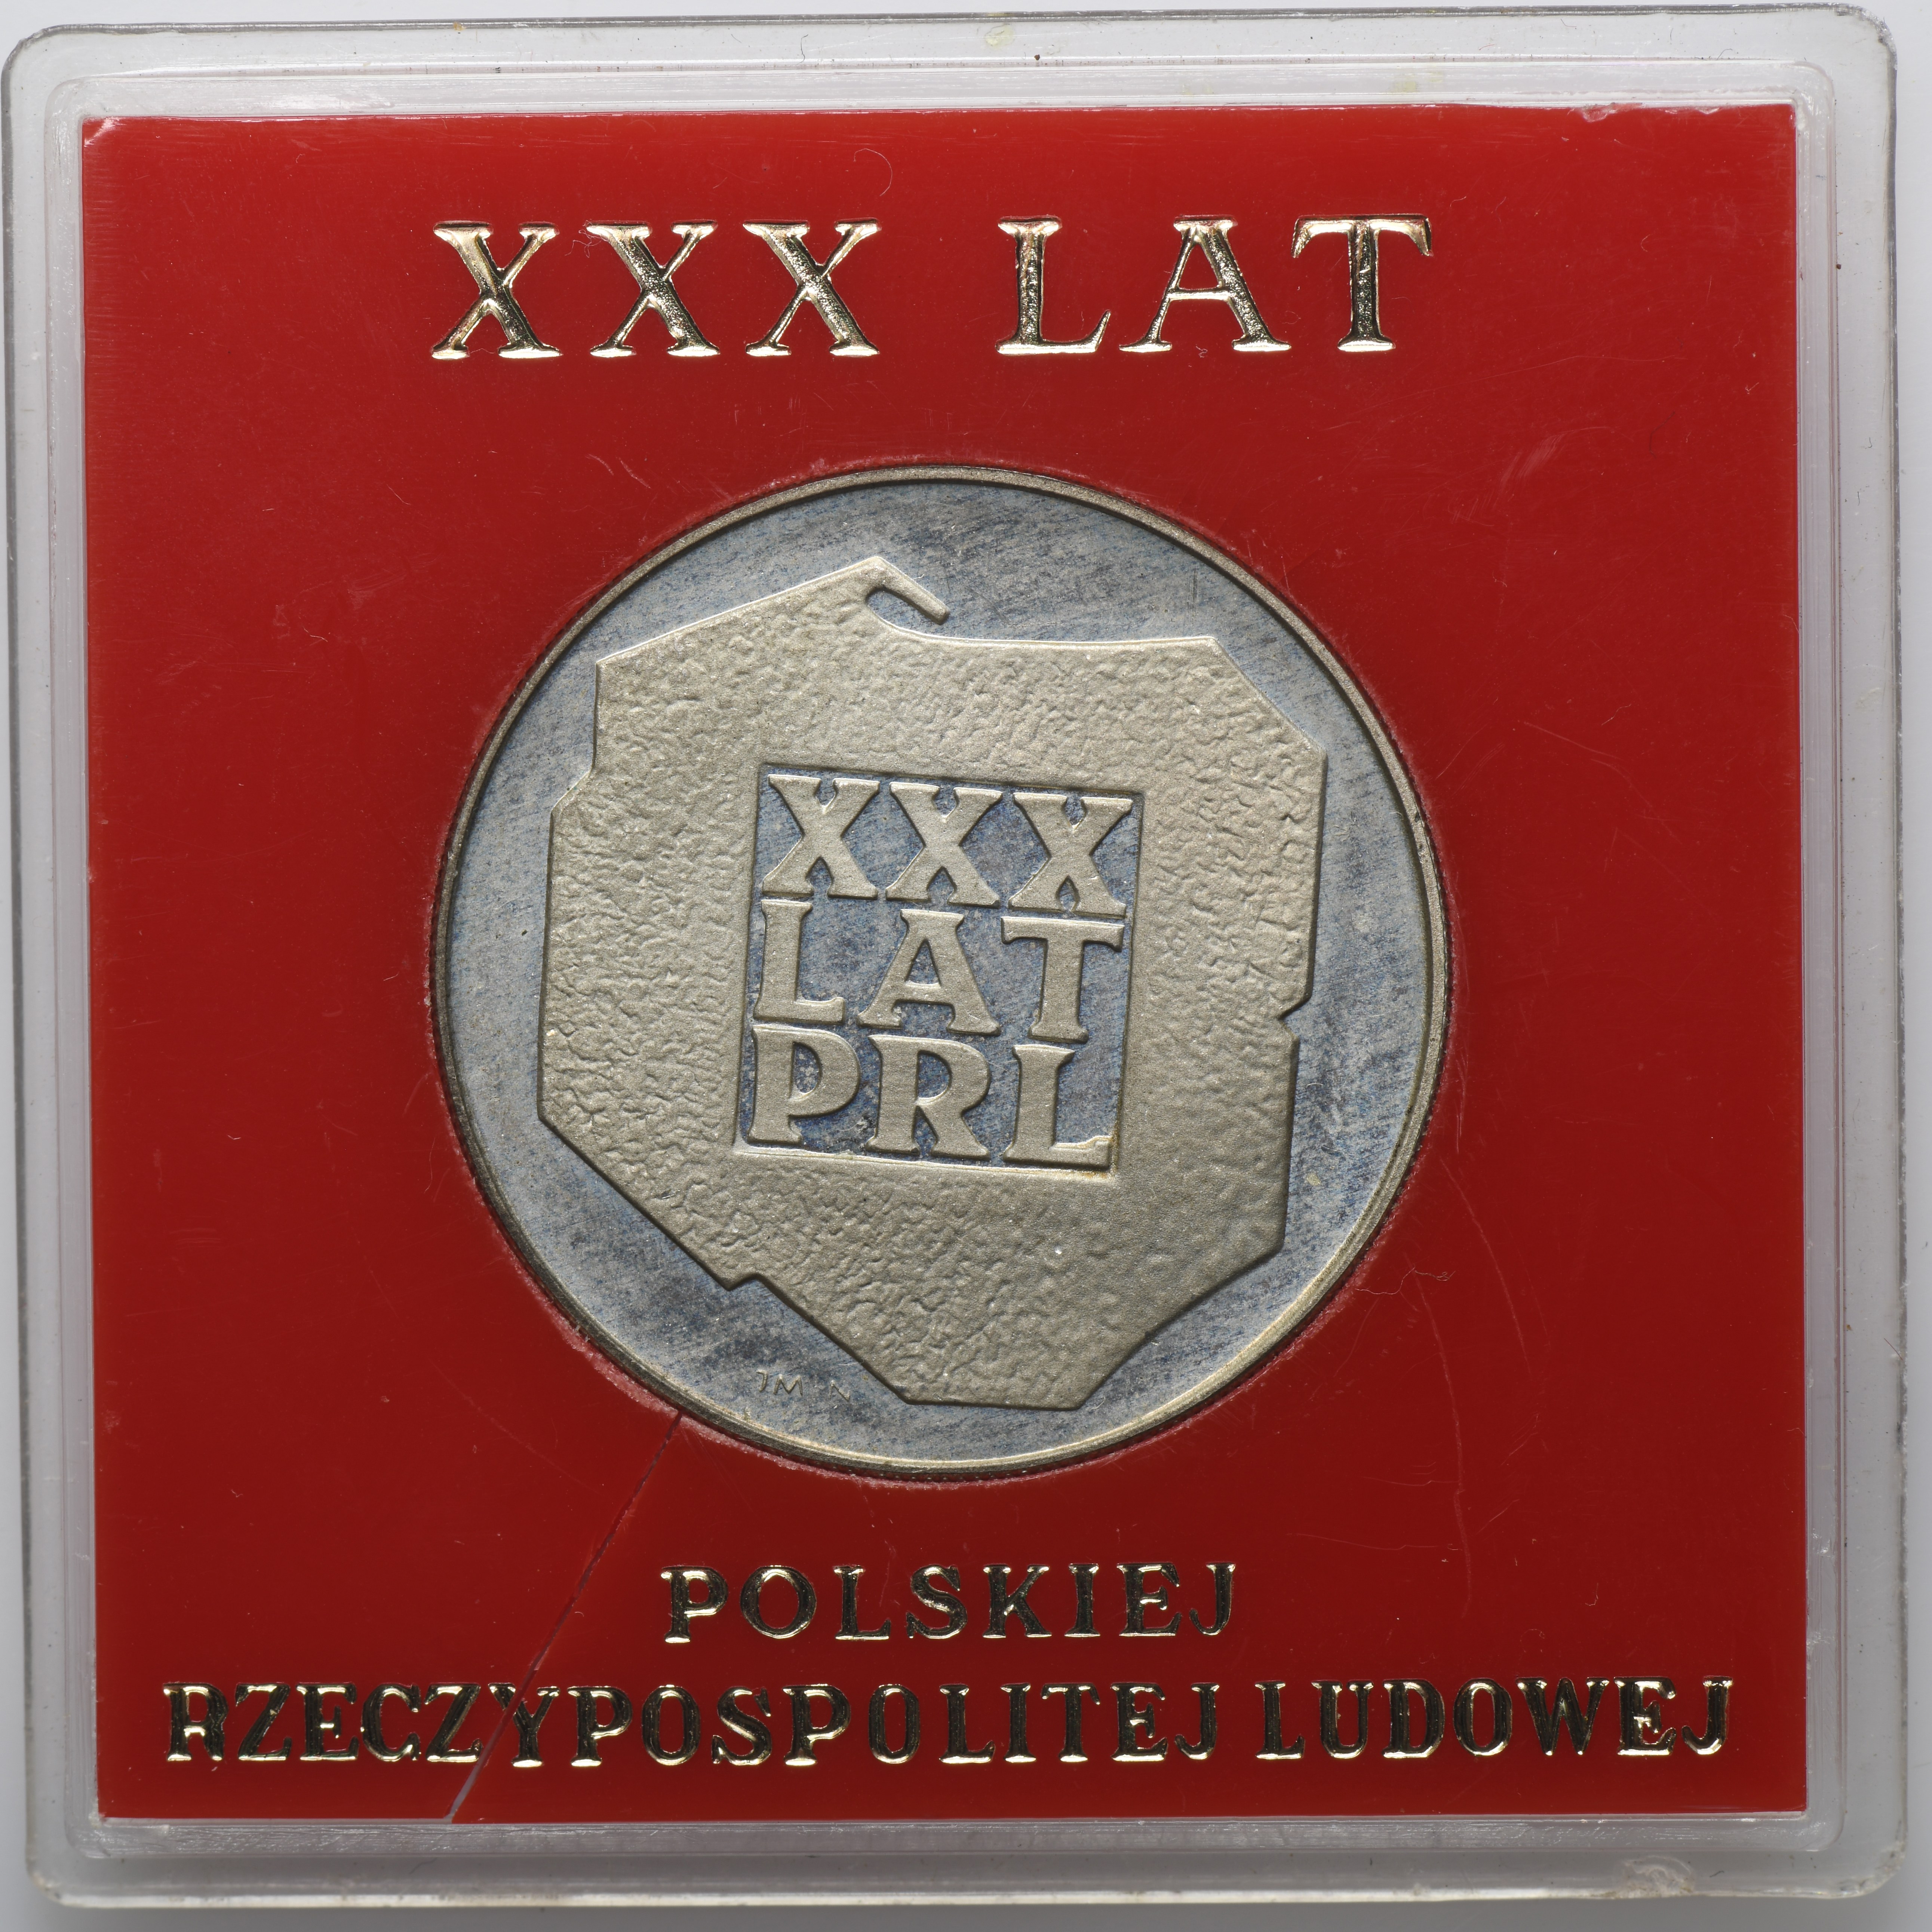 XXX LAT
XXX
LAT
PRL
POLSKIEJ
RZECZYPOSPOLITEJ LUDOWEJ